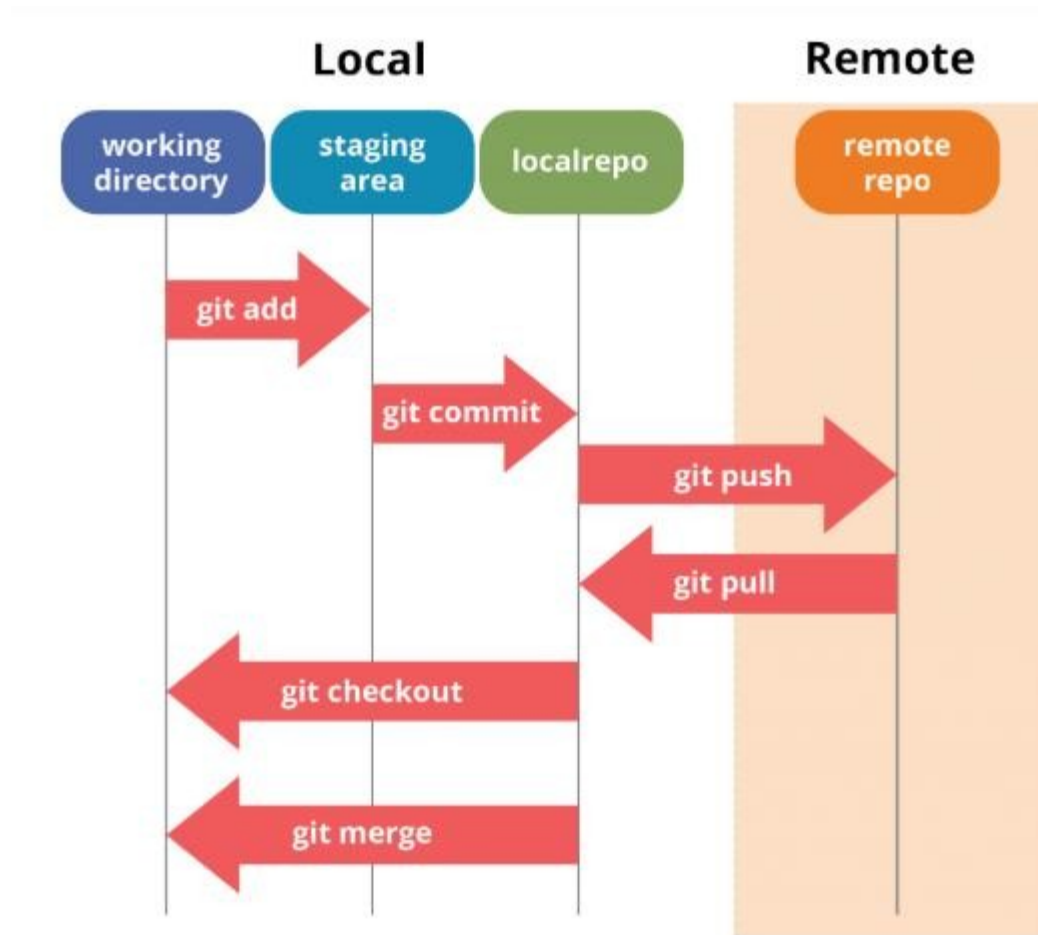 Local
Remote
working
directory
staging
area
localrepo
remote
repo
git add
git commit
git push
git pull
git checkout
git merge